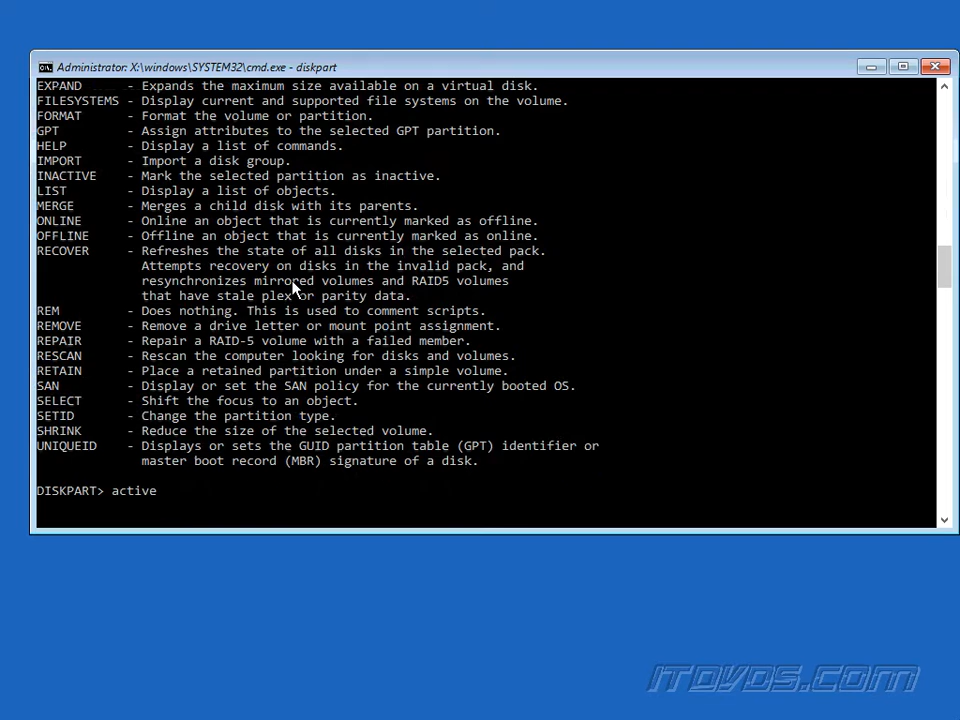 Administrator: X:\windows\SYSTEM32\cmd.exe - diskpart
EXPAND - Expands the maximum size available on a virtual disk.
FILESYSTEMS - Display current and supported file systems on the volume.
FORMAT - Format the volume or partition.
GPT - Assign attributes to the selected GPT partition.
HELP - Display a list of commands.
IMPORT - Import a disk group.
INACTIVE - Mark the selected partition as inactive.
LIST - Display a list of objects.
MERGE - Merges a child disk with its parents.
ONLINE - Online an object that is currently marked as offline.
OFFLINE - Offline an object that is currently marked as online.
RECOVER - Refreshes the state of all disks in the selected pack.
Attempts recovery on disks in the invalid pack, and
resynchronizes mirrored volumes and RAID5 volumes
that have stale plex or parity data.
REM - Does nothing. This is used to comment scripts.
REMOVE - Remove a drive letter or mount point assignment.
REPAIR - Repair a RAID-5 volume with a failed member.
RESCAN - Rescan the computer looking for disks and volumes.
RETAIN - Place a retained partition under a simple volume.
SAN - Display or set the SAN policy for the currently booted OS.
SELECT - Shift the focus to an object.
SETID - Change the partition type.
SHRINK - Reduce the size of the selected volume.
UNIQUEID - Displays or sets the GUID partition table (GPT) identifier or
master boot record (MBR) signature of a disk.
DISKPART> active
ITDVDS.COM